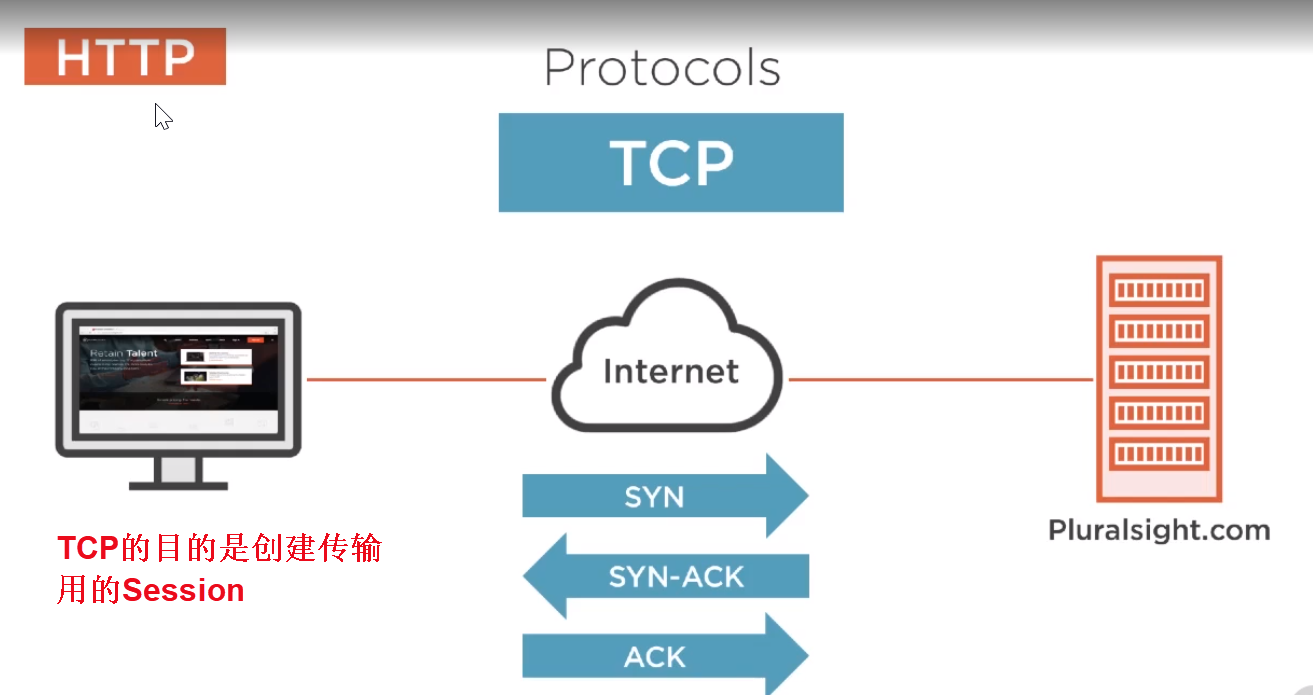 HTTP
Protocols
TCP
Retain Talent
Internet
SYN
Pluralsight.com
TCP的目的是创建传输
用的Session
SYN-ACK
ACK